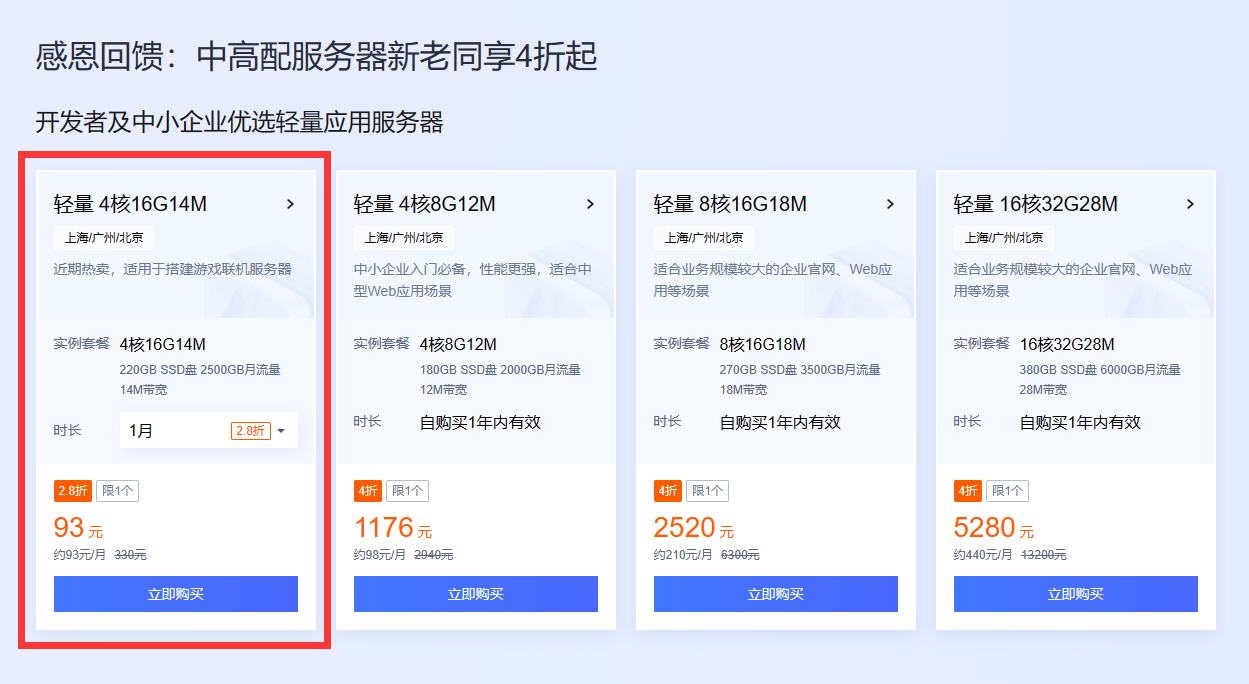 感恩回馈：中高配服务器新老同享4折起
开发者及中小企业优选轻量应用服务器
轻量 4核16G14M
上海/广州/北京
近期热卖，适用于搭建游戏联机服务器
实例套餐 4核16G14M
220GB SSD盘 2500GB月流量
14M带宽
时长 1月 2.8折
2.8折 限1个
93 元
约93元/月 330元
立即购买
轻量 4核8G12M
上海/广州/北京
中小企业入门必备，性能更强，适合中
型Web应用场景
实例套餐 4核8G12M
180GB SSD盘 2000GB月流量
12M带宽
时长 自购买1年内有效
4折 限1个
1176 元
约98元/月 2940元
立即购买
轻量 8核16G18M
上海/广州/北京
适合业务规模较大的企业官网、Web应
用等场景
实例套餐 8核16G18M
270GB SSD盘 3500GB月流量
18M带宽
时长 自购买1年内有效
4折 限1个
2520 元
约210元/月 6300元
立即购买
轻量 16核32G28M
上海/广州/北京
适合业务规模较大的企业官网、Web应
用等场景
实例套餐 16核32G28M
380GB SSD盘 6000GB月流量
28M带宽
时长 自购买1年内有效
4折 限1个
5280 元
约440元/月 13200元
立即购买